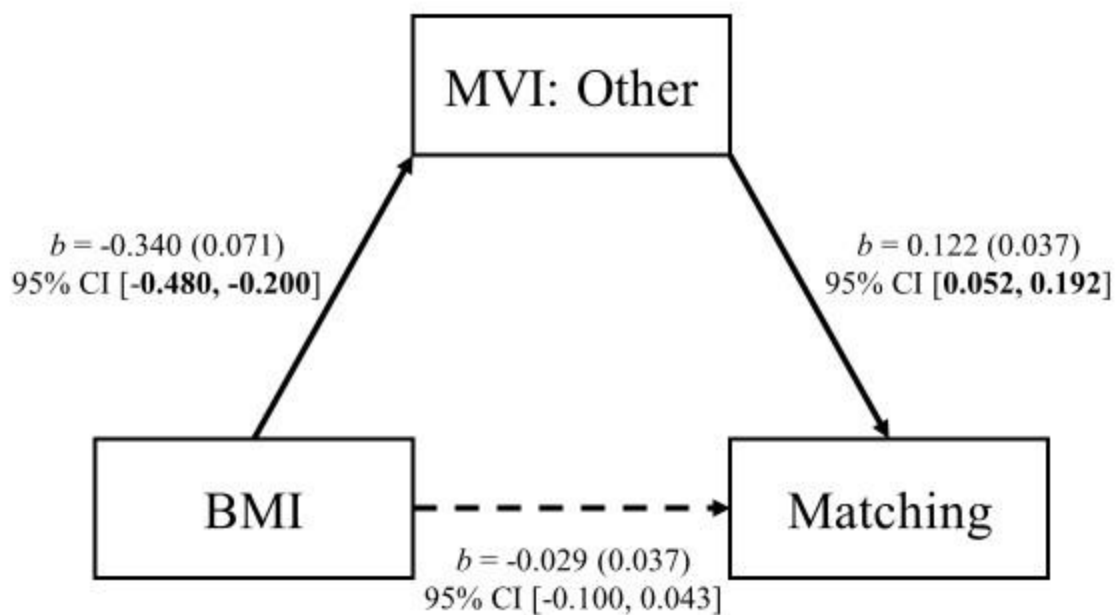 MVI: Other
b = -0.340 (0.071)
95% CI [-0.480, -0.200]
b = 0.122 (0.037)
95% CI [0.052, 0.192]
BMI
Matching
b = -0.029 (0.037)
95% CI [-0.100, 0.043]